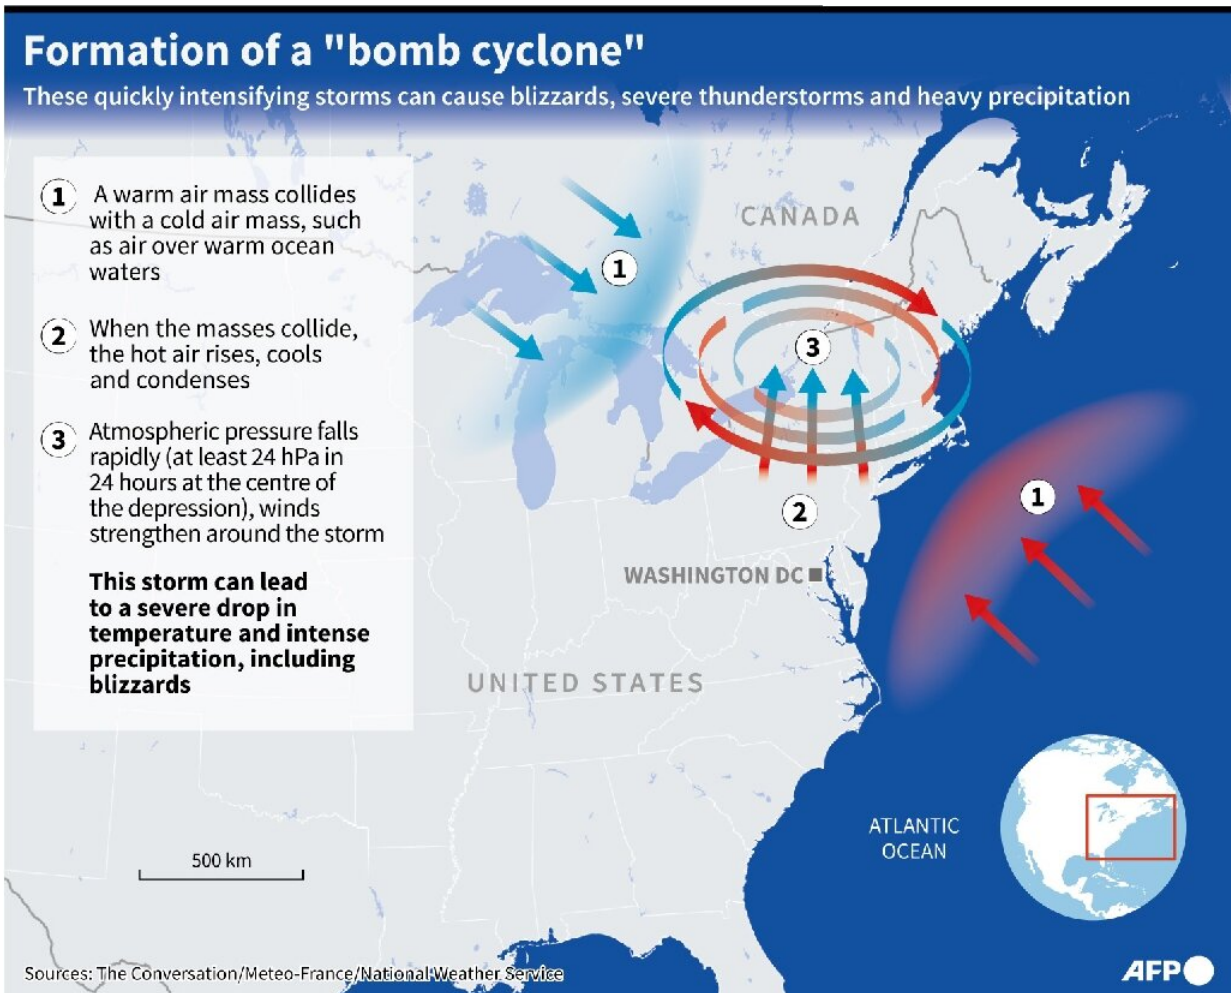 Formation of a "bomb cyclone"
These quickly intensifying storms can cause blizzards, severe thunderstorms and heavy precipitation
1 A warm air mass collides
with a cold air mass, such
as air over warm ocean
waters
2 When the masses collide,
the hot air rises, cools
and condenses
3 Atmospheric pressure falls
rapidly (at least 24 hPa in
24 hours at the centre of
the depression), winds
strengthen around the storm
This storm can lead
to a severe drop in
temperature and intense
precipitation, including
blizzards
CANADA
1
3
1
2
WASHINGTON DC
UNITED STATES
ATLANTIC
OCEAN
500 km
Sources: The Conversation/Meteo-France/National Weather Service
AFP